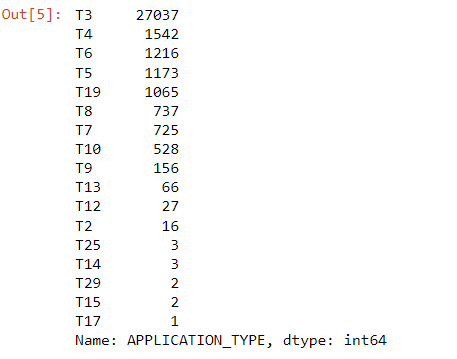 Out[5]: T3 27037
T4 1542
T6 1216
T5 1173
T19 1065
T8 737
T7 725
T10 528
T9 156
T13 66
T12 27
T2 16
T25 3
T14 3
T29 2
T15 2
T17 1
Name: APPLICATION_TYPE, dtype: int64